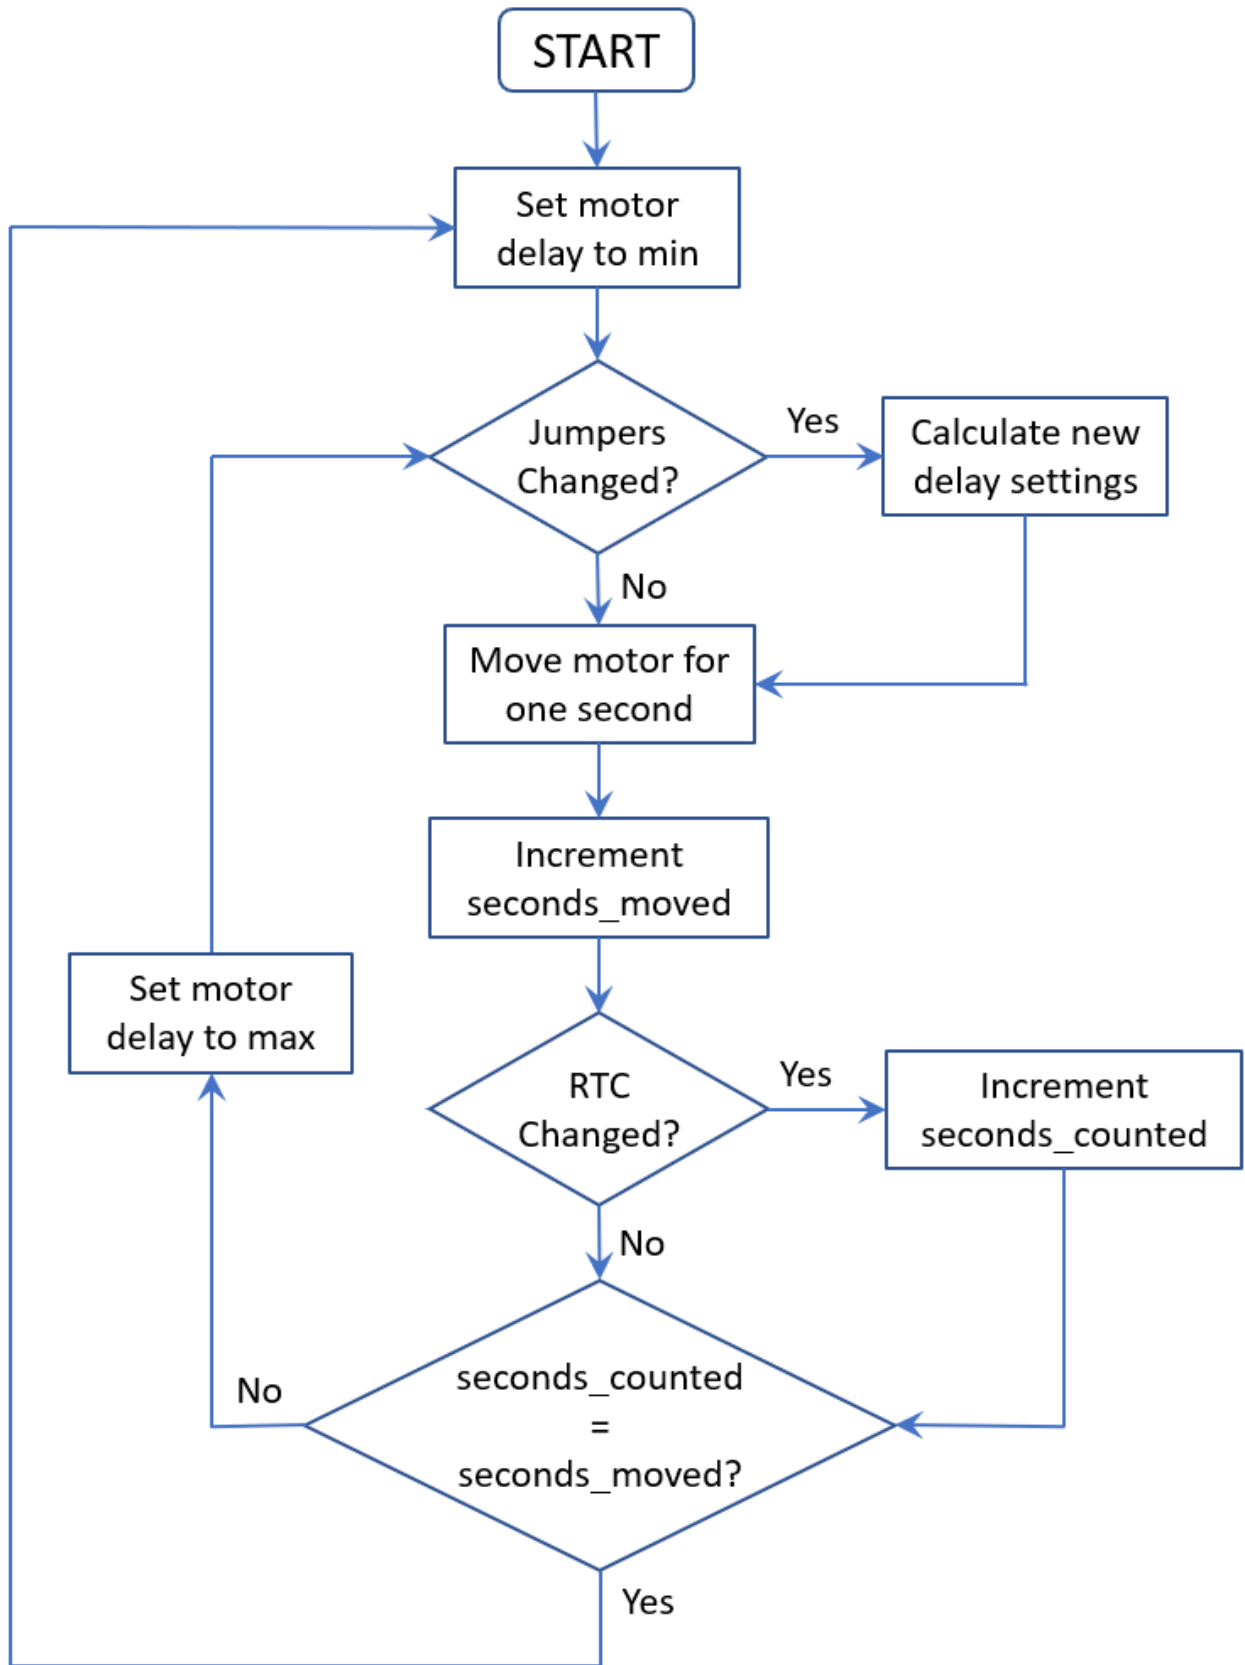 START
Set motor
delay to min
Jumpers
Changed?
Yes
Calculate new
delay settings
No
Move motor for
one second
Increment
seconds_moved
Set motor
delay to max
RTC
Changed?
Yes
Increment
seconds_counted
No
seconds_counted
=
seconds_moved?
No
Yes